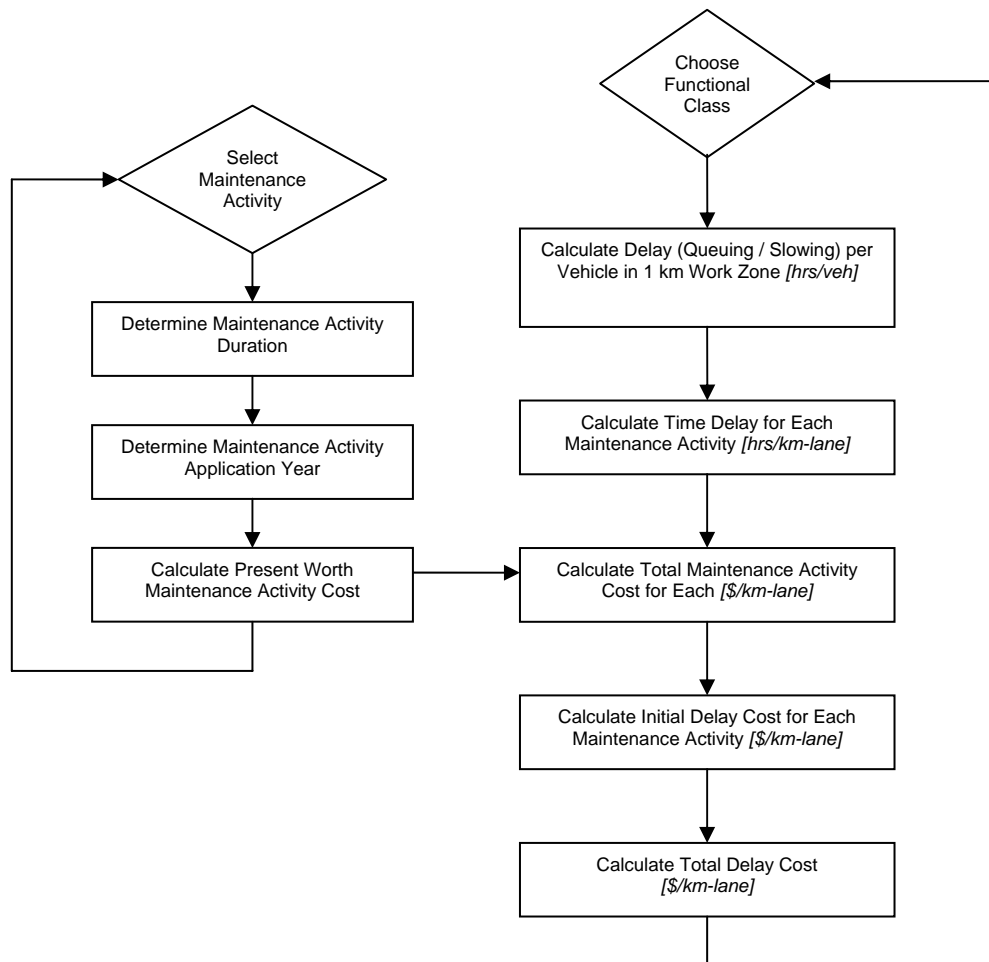 Choose
Functional
Class
Select
Maintenance
Activity
Calculate Delay (Queuing / Slowing) per
Vehicle in 1 km Work Zone [hrs/veh]
Determine Maintenance Activity
Duration
Calculate Time Delay for Each
Maintenance Activity [hrs/km-lane]
Determine Maintenance Activity
Application Year
Calculate Present Worth
Maintenance Activity Cost
Calculate Total Maintenance Activity
Cost for Each [$/km-lane]
Calculate Initial Delay Cost for Each
Maintenance Activity [$/km-lane]
Calculate Total Delay Cost
[$/km-lane]